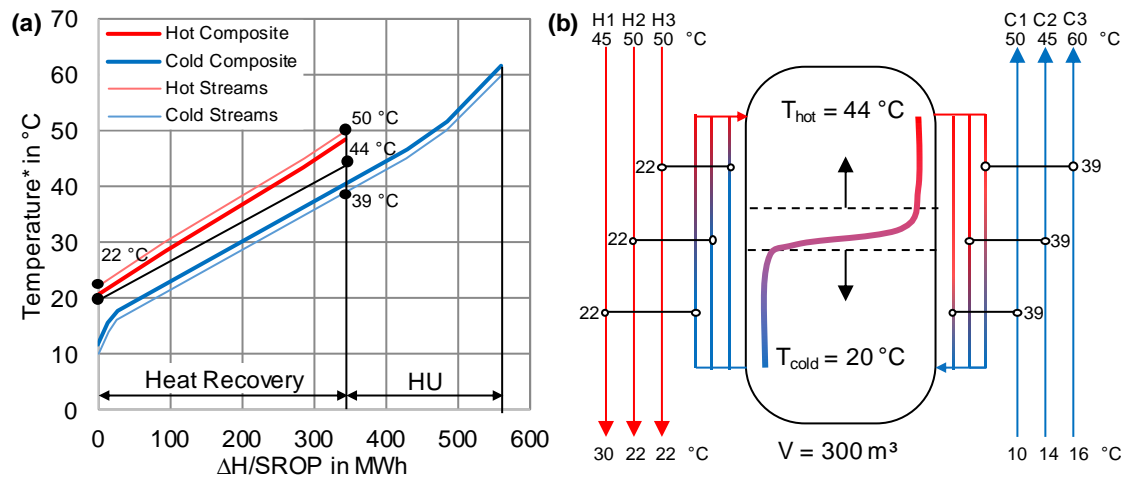 (a)
70
60
50
40
30
20
10
0
Temperature* in °C
Hot Composite
Cold Composite
Hot Streams
Cold Streams
50 °C
44 °C
39 °C
22 °C
Heat Recovery
HU
0 100 200 300 400 500 600
ΔH/SROP in MWh
(b)
H1 H2 H3
45 50 50 °C
C1 C2 C3
50 45 60 °C
T hot = 44 °C
22
39
22
39
22
39
T cold = 20 °C
30 22 22 °C
V = 300 m³
10 14 16 °C